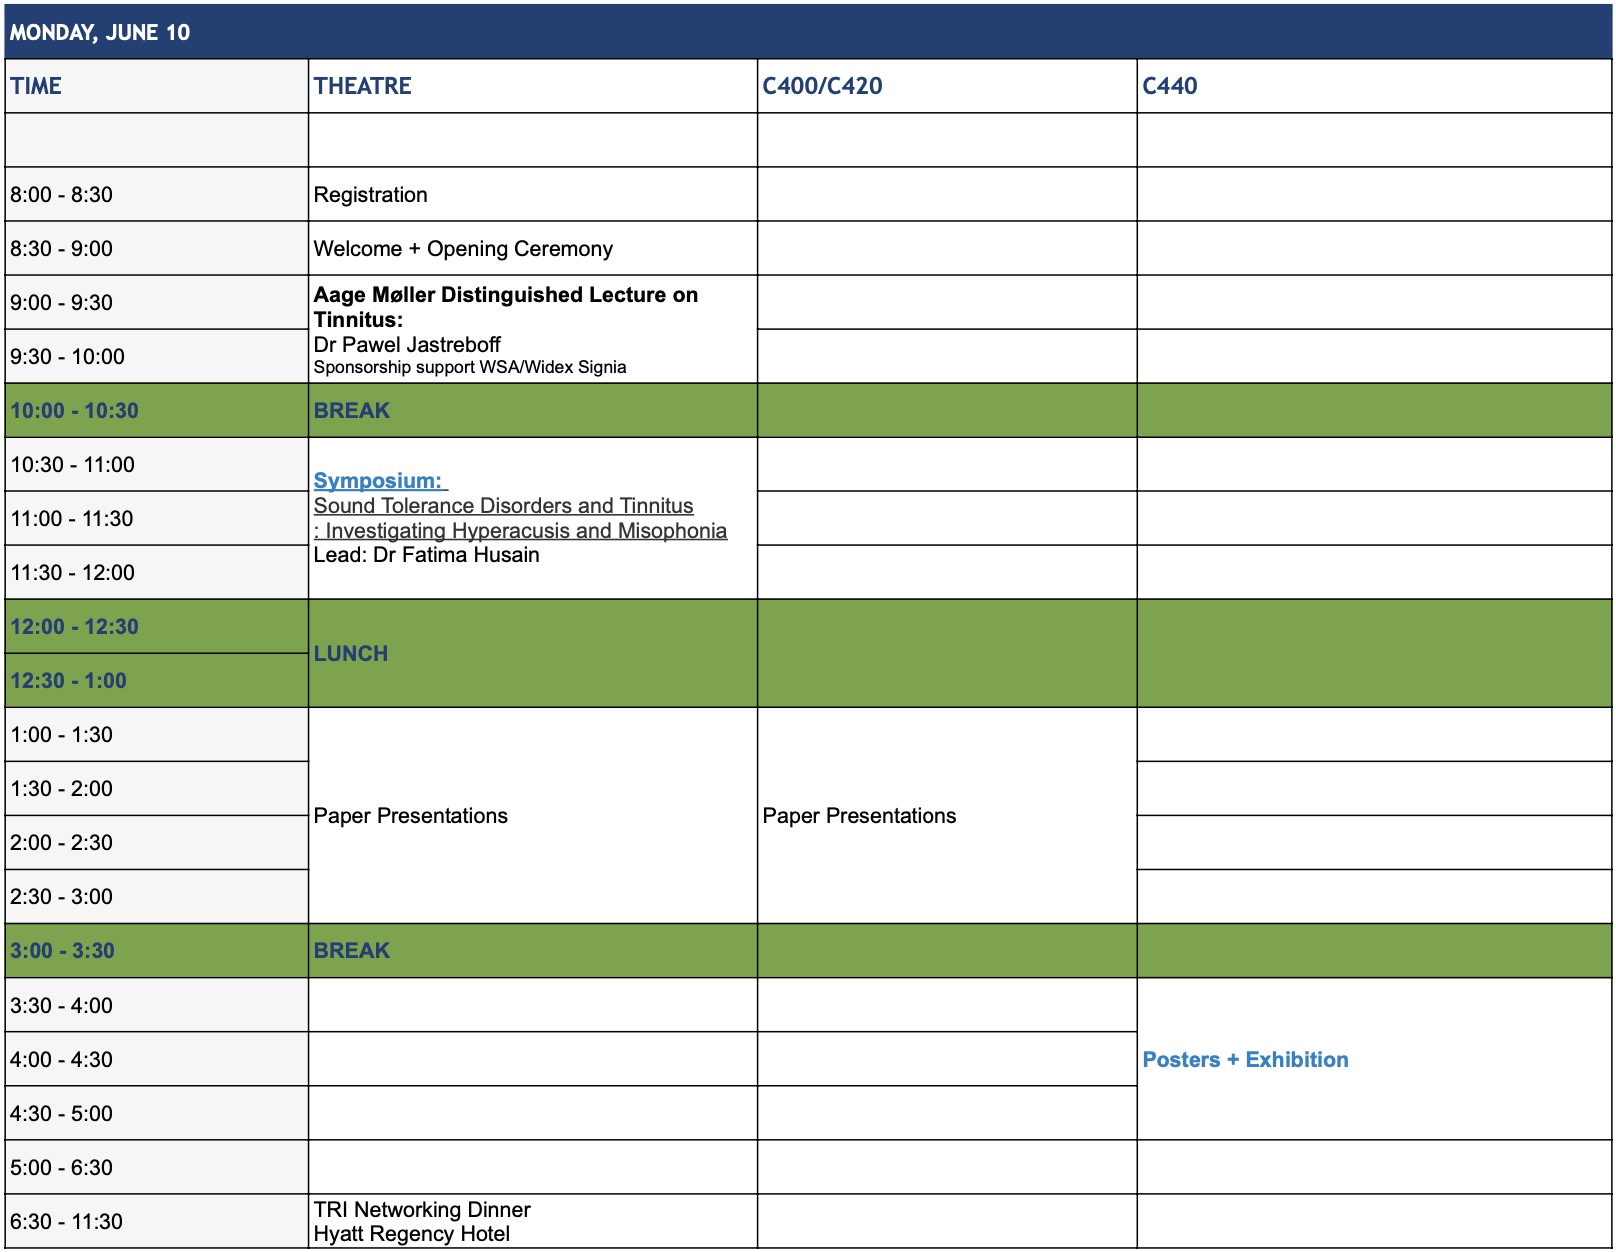 MONDAY, JUNE 10
TIME THEATRE C400/C420 C440
8:00 - 8:30 Registration
8:30 - 9:00 Welcome + Opening Ceremony
9:00 - 9:30
9:30 - 10:00
Aage Møller Distinguished Lecture on
Tinnitus:
Dr Pawel Jastreboff
Sponsorship support WSA/Widex Signia
10:00 - 10:30 BREAK
10:30 - 11:00
11:00 - 11:30
11:30 - 12:00
Symposium:
Sound Tolerance Disorders and Tinnitus
: Investigating Hyperacusis and Misophonia
Lead: Dr Fatima Husain
12:00 - 12:30
12:30 - 1:00
LUNCH
1:00 - 1:30
1:30 - 2:00
2:00 - 2:30
2:30 - 3:00
Paper Presentations Paper Presentations
3:00 - 3:30 BREAK
3:30 - 4:00
4:00 - 4:30
4:30 - 5:00
Posters + Exhibition
5:00 - 6:30
6:30 - 11:30
TRI Networking Dinner
Hyatt Regency Hotel